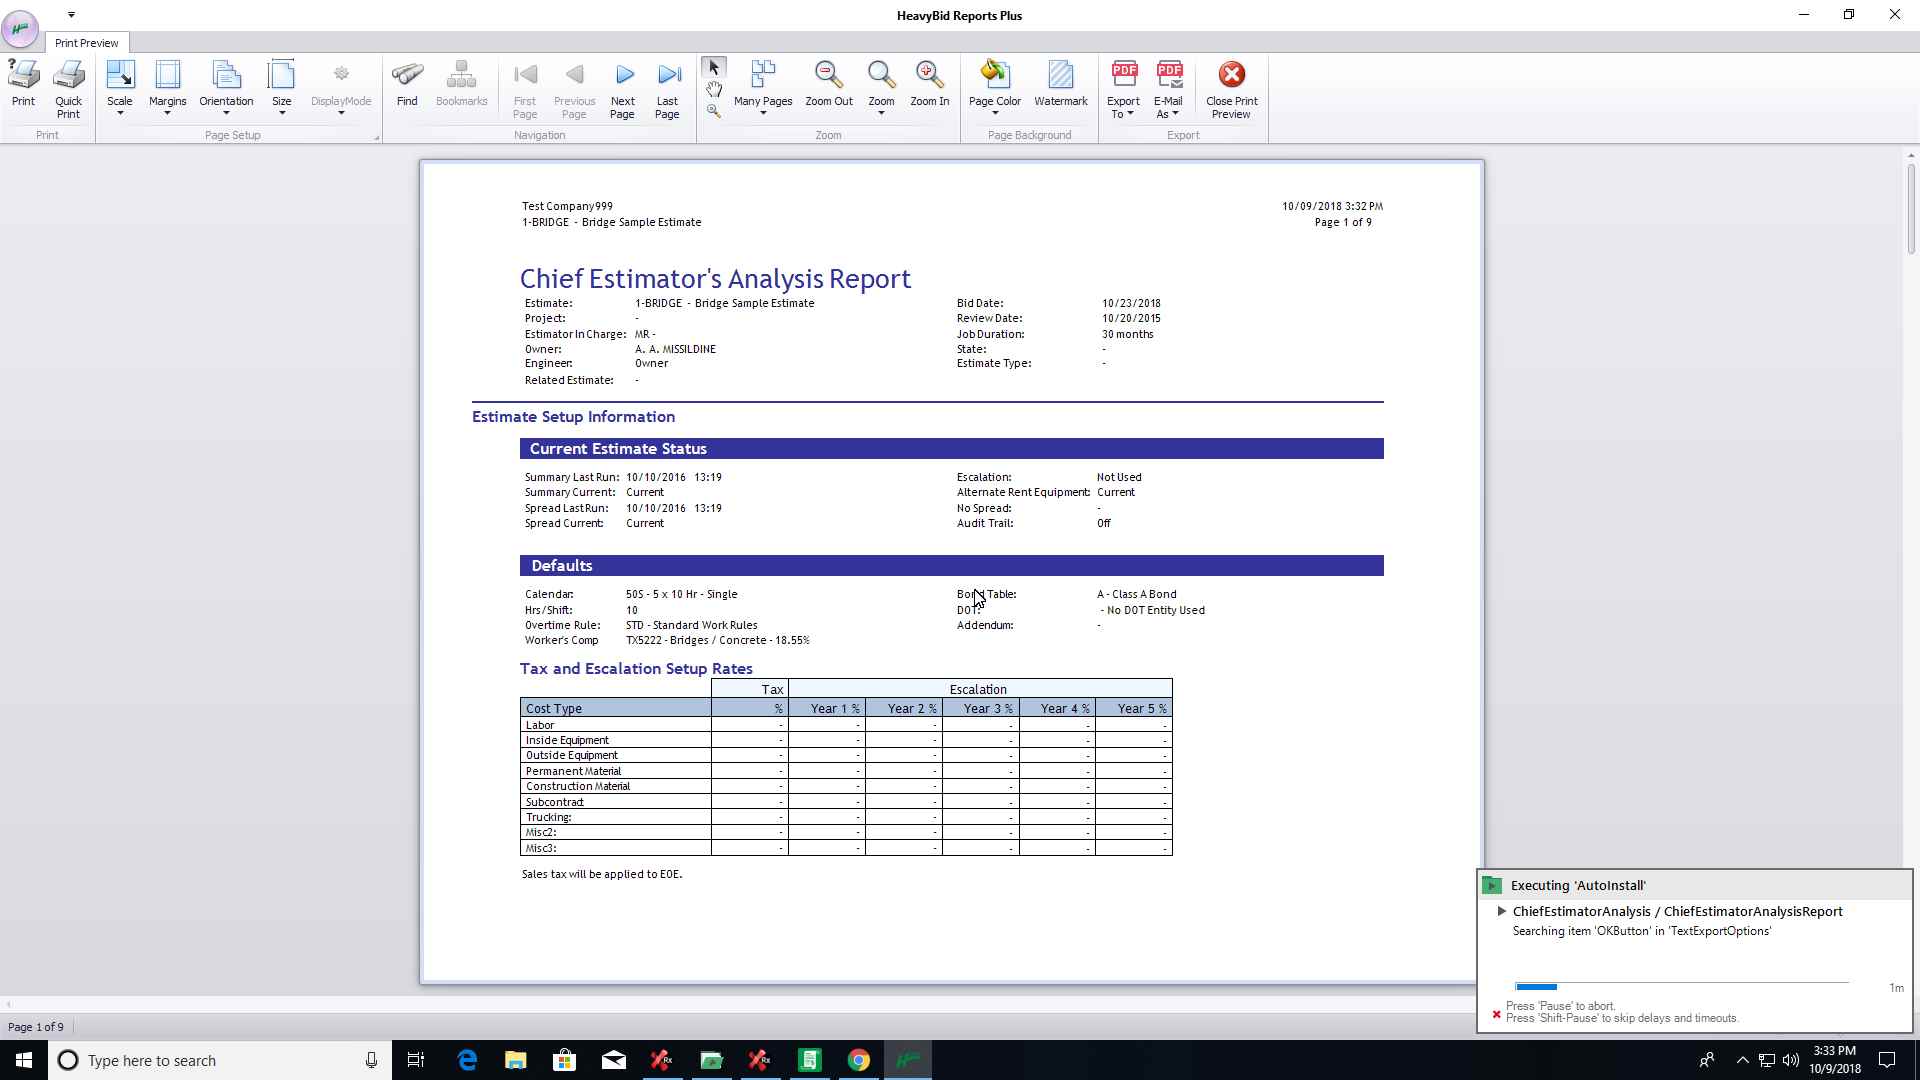 HeavyBid Reports Plus
Print Preview
Print
Quick Print
Scale
Margins
Orientation
Size
DisplayMode
Find
Bookmarks
First Page
Previous Page
Next Page
Last Page
Many Pages
Zoom Out
Zoom
Zoom In
Page Color
Watermark
PDF
Export To
PDF
E-Mail As
Close Print Preview
Print
Page Setup
Navigation
Zoom
Page Background
Export
Test Company999
10/09/2018 3:32 PM
1-BRIDGE - Bridge Sample Estimate
Page 1 of 9
Chief Estimator's Analysis Report
Estimate: 1-BRIDGE - Bridge Sample Estimate Bid Date: 10/23/2018
Project: - Review Date: 10/20/2015
Estimator In Charge: MR - Job Duration: 30 months
Owner: A. A. MISSILDINE State: -
Engineer: Owner Estimate Type: -
Related Estimate: -
Estimate Setup Information
Current Estimate Status
Summary Last Run: 10/10/2016 13:19 Escalation: Not Used
Summary Current: Current Alternate Rent Equipment: Current
Spread Last Run: 10/10/2016 13:19 No Spread: -
Spread Current: Current Audit Trail: Off
Defaults
Calendar: 50S - 5 x 10 Hr - Single Bond Table: A - Class A Bond
Hrs/Shift: 10 DOT: - No DOT Entity Used
Overtime Rule: STD - Standard Work Rules Addendum: -
Worker's Comp TX5222 - Bridges / Concrete - 18.55%
Tax and Escalation Setup Rates
Tax Escalation
Cost Type % Year 1 % Year 2 % Year 3 % Year 4 % Year 5 %
Labor - - - - - -
Inside Equipment - - - - - -
Outside Equipment - - - - - -
Permanent Material - - - - - -
Construction Material - - - - - -
Subcontract - - - - - -
Trucking: - - - - - -
Misc2: - - - - - -
Misc3: - - - - - -
Sales tax will be applied to EOE.
Executing 'AutoInstall'
ChiefEstimatorAnalysis / ChiefEstimatorAnalysisReport
Searching item 'OKButton' in 'TextExportOptions'
1m
Press 'Pause' to abort.
Press 'Shift-Pause' to skip delays and timeouts.
Page 1 of 9
Type here to search
3:33 PM
10/9/2018